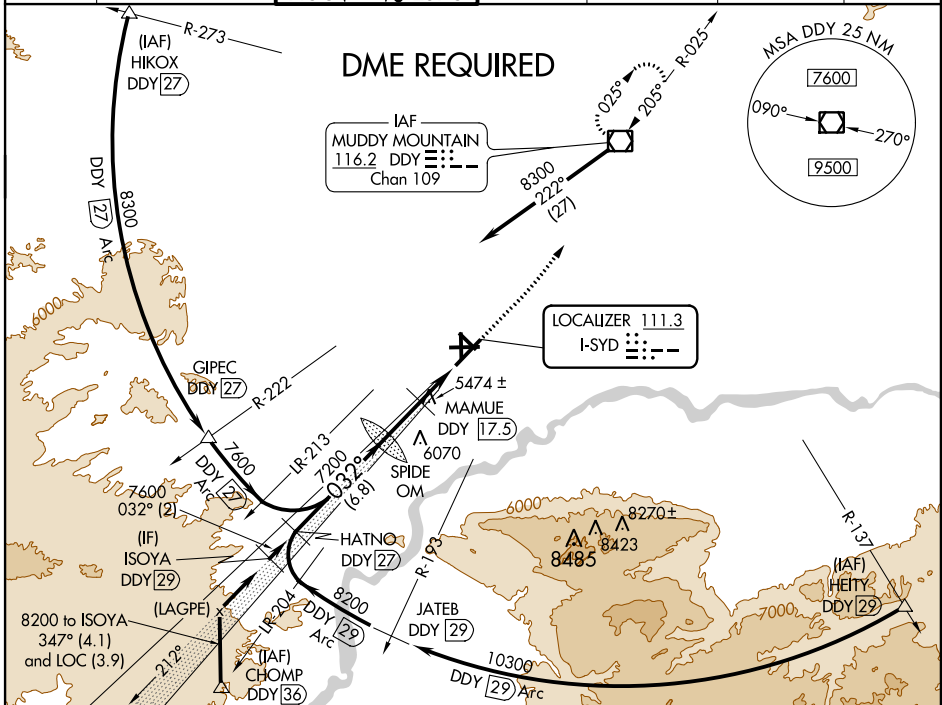 R-273
(IAF)
HIKOX
DDY 27
DME REQUIRED
R-025
025°
205°
MSA DDY 25 NM
7600
090°
270°
9500
IAF
MUDDY MOUNTAIN
116.2 DDY
Chan 109
8300
222°
(27)
DDY 27 Arc
8300
6000
LOCALIZER 111.3
I-SYD
GIPEC
DDY 27
R-222
5474 ±
MAMUE
DDY 17.5
6070
SPIDE
OM
LR-213
7200
032°
(6.8)
7600
DDY 27
Arc
7600
032° (2)
(IF)
ISOYA
DDY 29
HATNO
DDY 27
R-193
6000
8270 ±
8423
8485
R-137
(IAF)
HEITY
DDY 29
7000
(LAGPE)
8200 to ISOYA
347° (4.1)
and LOC (3.9)
212°
LR-204
8200
DDY 29
Arc
JATEB
DDY 29
(IAF)
CHOMP
DDY 36
10300
DDY 29 Arc